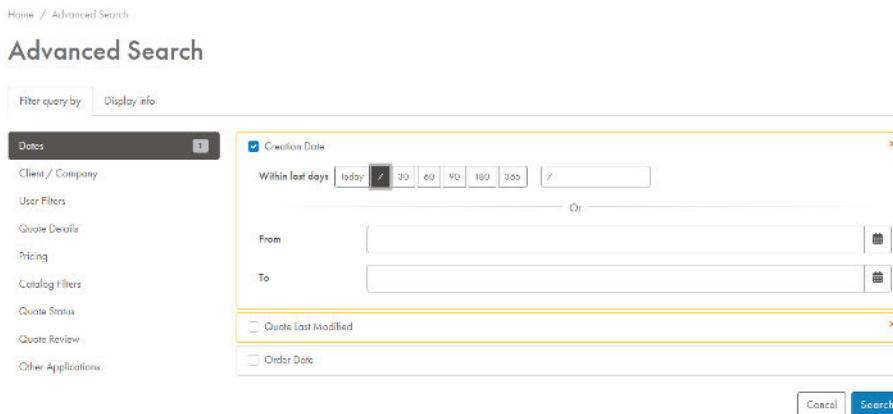 Home / Advanced Search
Advanced Search
Filter query by Display info
Dates 1
Client / Company
User Filters
Quote Details
Pricing
Catalog Filters
Quote Status
Quote Review
Other Applications
Creation Date
Within last days today 7 30 60 90 180 365 7
Or
From
To
Quote Last Modified
Order Date
Cancel Search